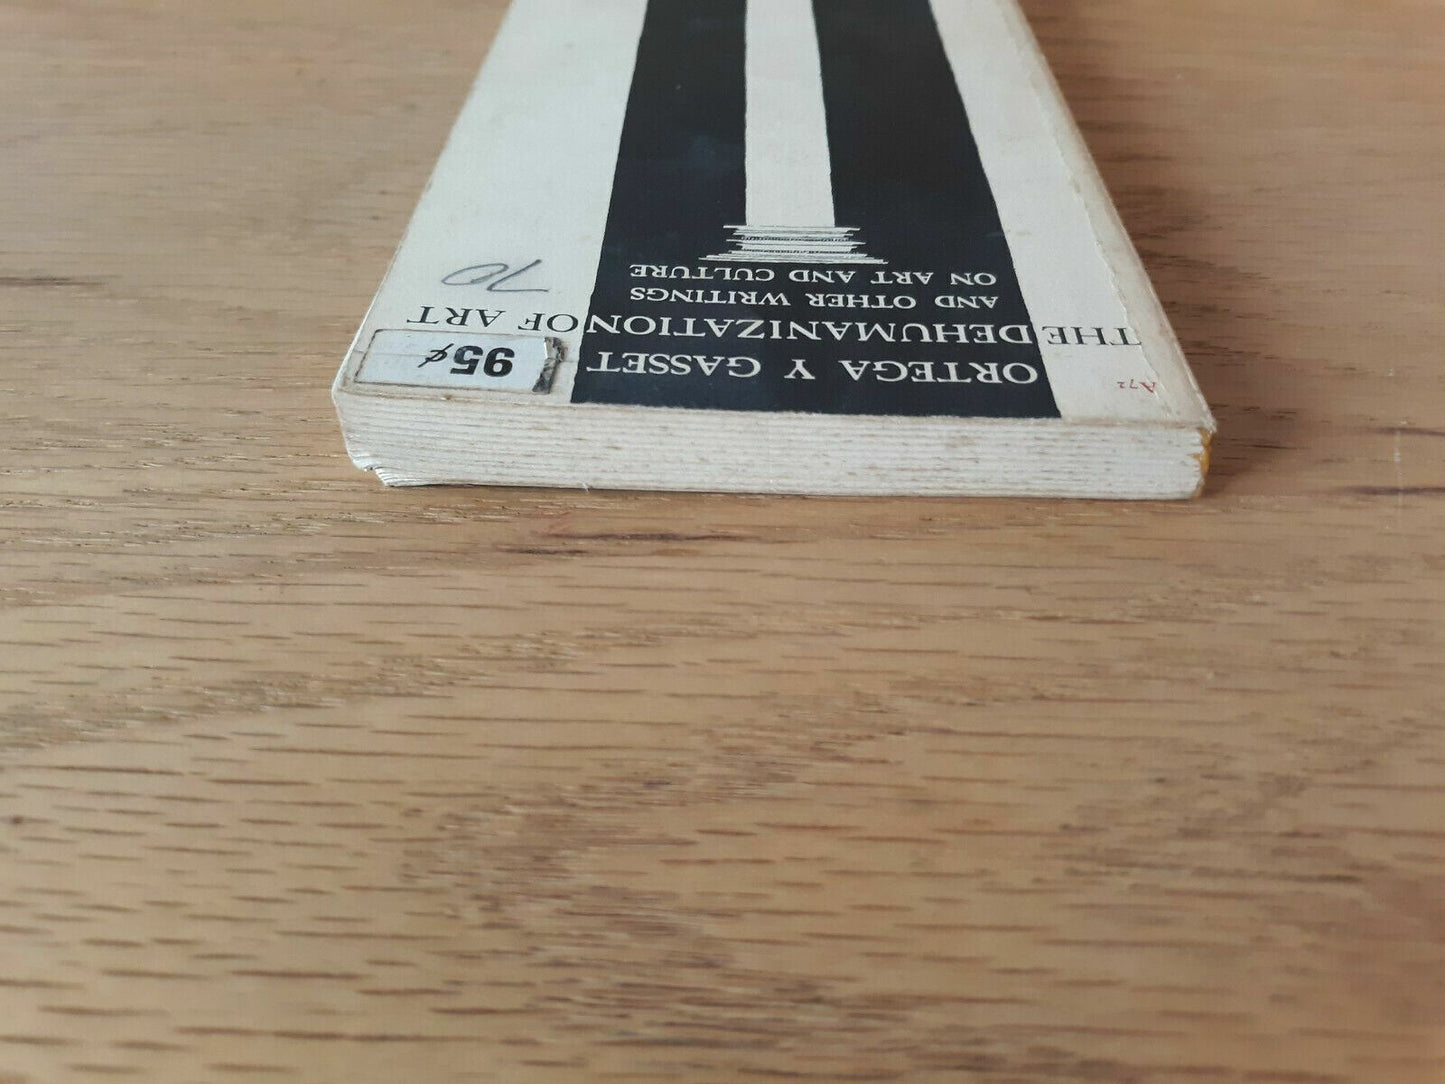 A72
95¢
ORTEGA Y GASSET
THE DEHUMANIZATION OF ART
AND OTHER WRITINGS
ON ART AND CULTURE
70